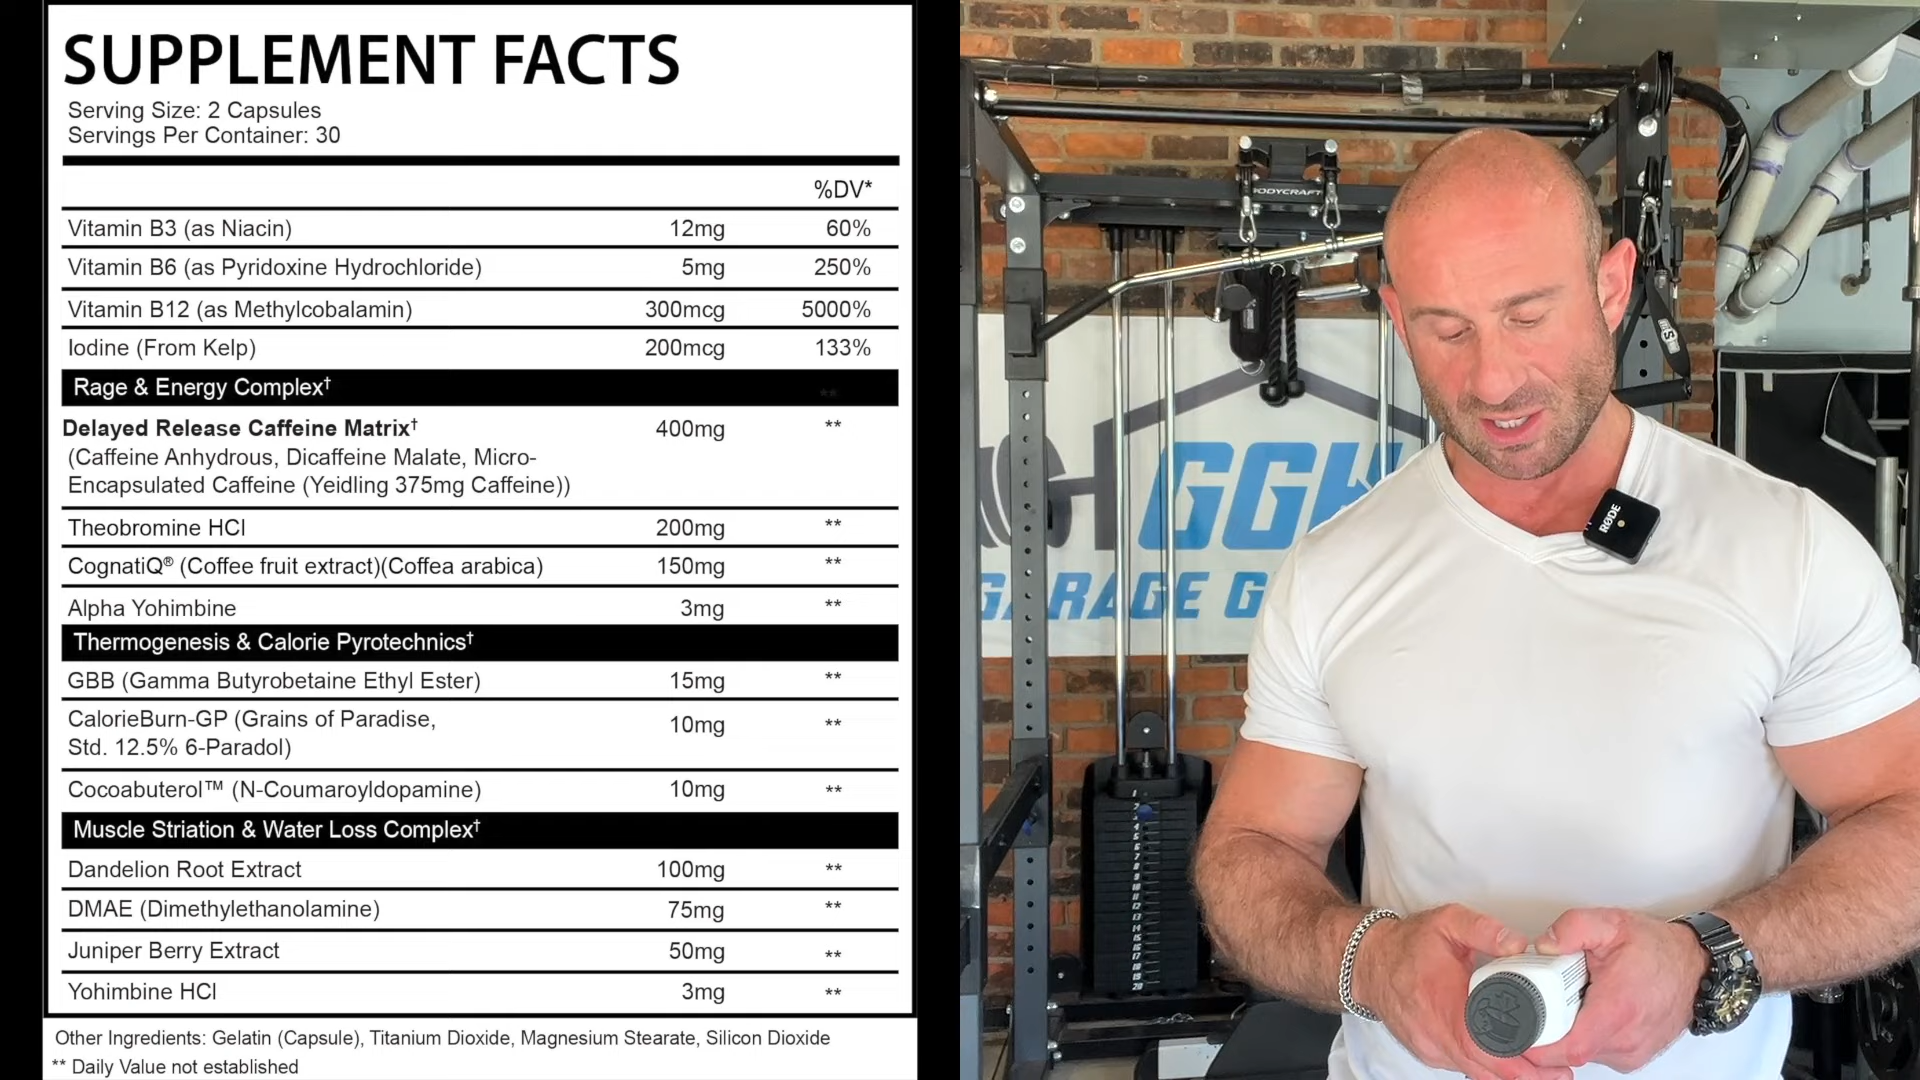 SUPPLEMENT FACTS
Serving Size: 2 Capsules
Servings Per Container: 30
%DV*
Vitamin B3 (as Niacin) 12mg 60%
Vitamin B6 (as Pyridoxine Hydrochloride) 5mg 250%
Vitamin B12 (as Methylcobalamin) 300mcg 5000%
Iodine (From Kelp) 200mcg 133%
Rage & Energy Complex† **
Delayed Release Caffeine Matrix† 400mg **
(Caffeine Anhydrous, Dicaffeine Malate, Micro-
Encapsulated Caffeine (Yeidling 375mg Caffeine))
Theobromine HCl 200mg **
CognatiQ® (Coffee fruit extract)(Coffea arabica) 150mg **
Alpha Yohimbine 3mg **
Thermogenesis & Calorie Pyrotechnics†
GBB (Gamma Butyrobetaine Ethyl Ester) 15mg **
CalorieBurn-GP (Grains of Paradise, 10mg **
Std. 12.5% 6-Paradol)
Cocoabuterol™ (N-Coumaroyldopamine) 10mg **
Muscle Striation & Water Loss Complex†
Dandelion Root Extract 100mg **
DMAE (Dimethylethanolamine) 75mg **
Juniper Berry Extract 50mg **
Yohimbine HCl 3mg **
Other Ingredients: Gelatin (Capsule), Titanium Dioxide, Magnesium Stearate, Silicon Dioxide
** Daily Value not established
BODYCRAFT
GGH
GARAGE G
RØDE